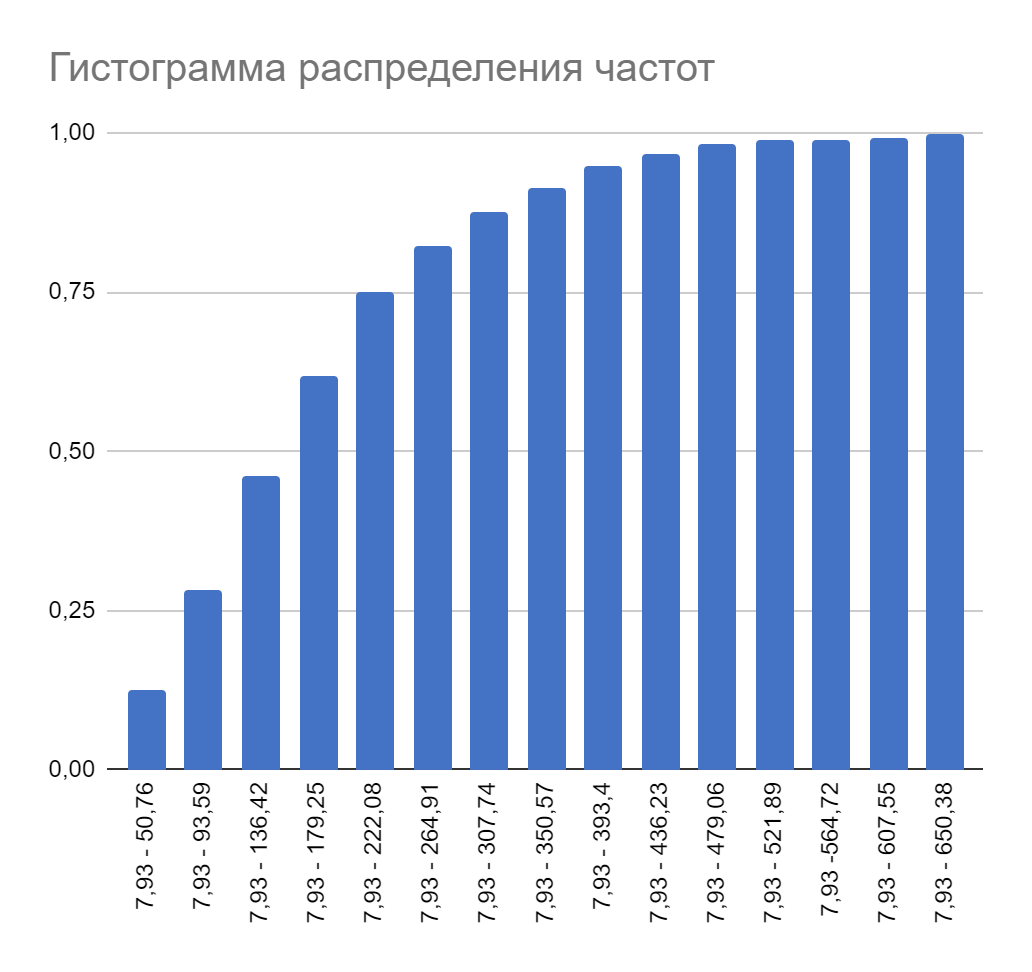 Гистограмма распределения частот
1,00
0,75
0,50
0,25
0,00
7,93 - 50,76
7,93 - 93,59
7,93 - 136,42
7,93 - 179,25
7,93 - 222,08
7,93 - 264,91
7,93 - 307,74
7,93 - 350,57
7,93 - 393,4
7,93 - 436,23
7,93 - 479,06
7,93 - 521,89
7,93 -564,72
7,93 - 607,55
7,93 - 650,38